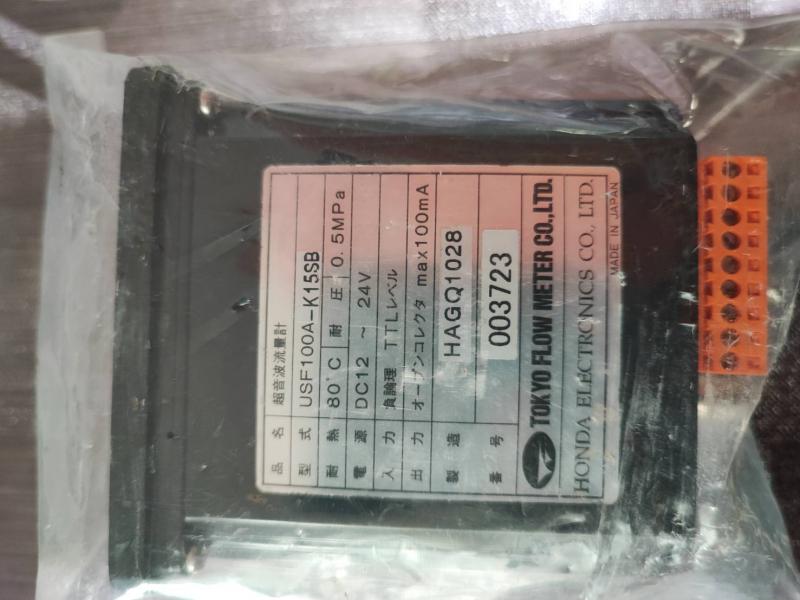 品 名 超音波流量計
型 式 USF100A-K15SB
耐 熱 80℃ 耐 圧 0.5MPa
電 源 DC12 ~ 24V
入 力 負論理 TTLレベル
出 力 オープンコレクタ max100mA
製 造 HAGQ1028
番 号 003723
TOKYO FLOW METER CO.,LTD.
HONDA ELECTRONICS CO., LTD.
MADE IN JAPAN